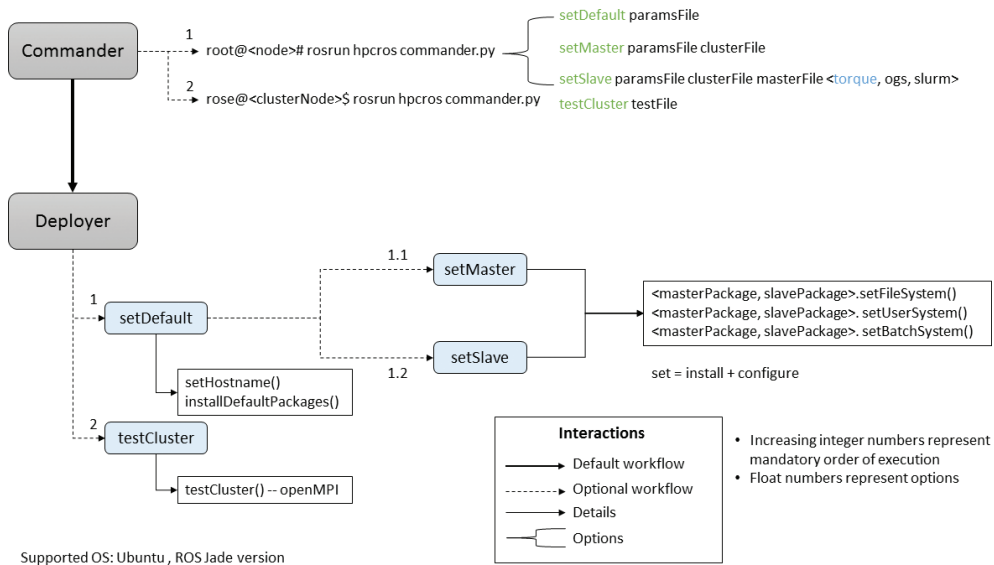 Commander
1
root@<node># rosrun hpcros commander.py
setDefault paramsFile
setMaster paramsFile clusterFile
setSlave paramsFile clusterFile masterFile <torque, ogs, slurm>
2
rose@<clusterNode>$ rosrun hpcros commander.py
testCluster testFile
Deployer
1
setDefault
setHostname()
installDefaultPackages()
1.1
setMaster
1.2
setSlave
<masterPackage, slavePackage>.setFileSystem()
<masterPackage, slavePackage>. setUserSystem()
<masterPackage, slavePackage>. setBatchSystem()
set = install + configure
2
testCluster
testCluster() -- openMPI
Interactions
Default workflow
Optional workflow
Details
Options
• Increasing integer numbers represent
mandatory order of execution
• Float numbers represent options
Supported OS: Ubuntu , ROS Jade version